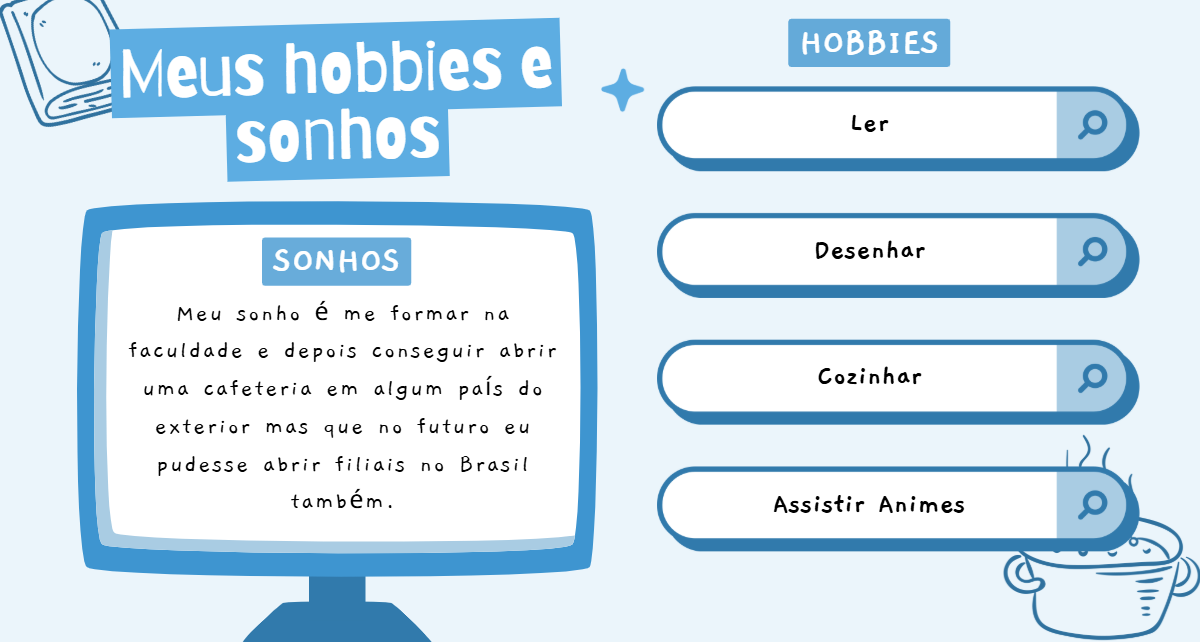 Meus hobbies e
sonhos
SONHOS
Meu sonho é me formar na
faculdade e depois conseguir abrir
uma cafeteria em algum país do
exterior mas que no futuro eu
pudesse abrir filiais no Brasil
também.
HOBBIES
Ler
Desenhar
Cozinhar
Assistir Animes